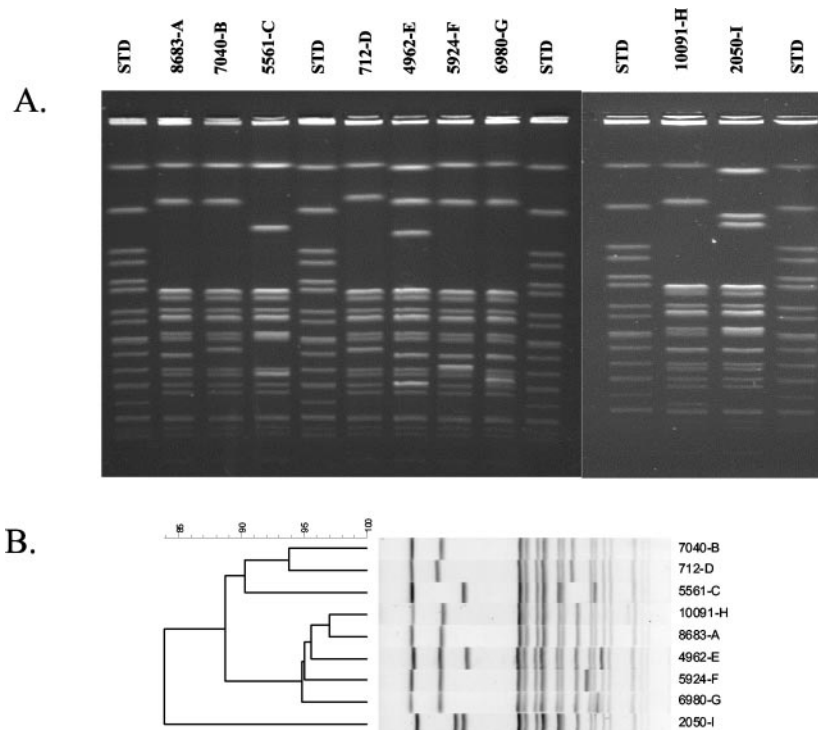 A.
STD 8683-A 7040-B 5561-C STD 712-D 4962-E 5924-F 6980-G STD STD 10091-H 2050-I STD
B.
85 90 95 100
7040-B
712-D
5561-C
10091-H
8683-A
4962-E
5924-F
6980-G
2050-I